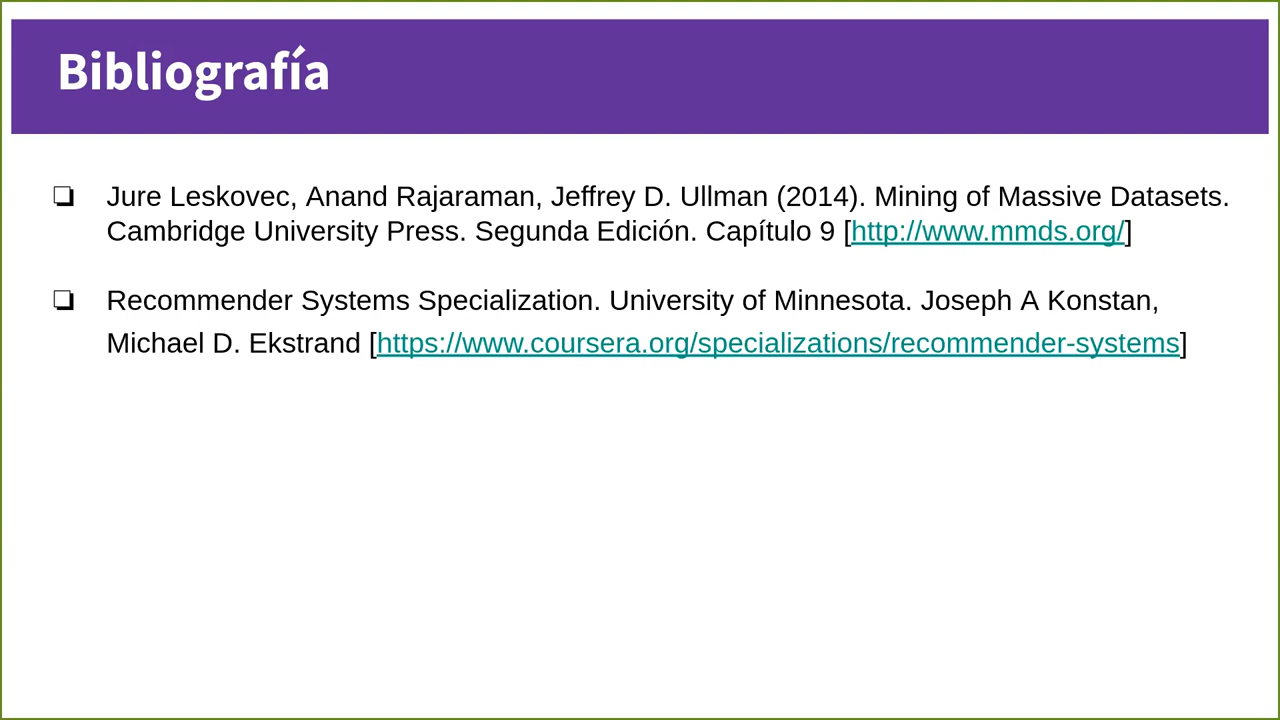 Bibliografía
❏ Jure Leskovec, Anand Rajaraman, Jeffrey D. Ullman (2014). Mining of Massive Datasets.
Cambridge University Press. Segunda Edición. Capítulo 9 [http://www.mmds.org/]
❏ Recommender Systems Specialization. University of Minnesota. Joseph A Konstan,
Michael D. Ekstrand [https://www.coursera.org/specializations/recommender-systems]